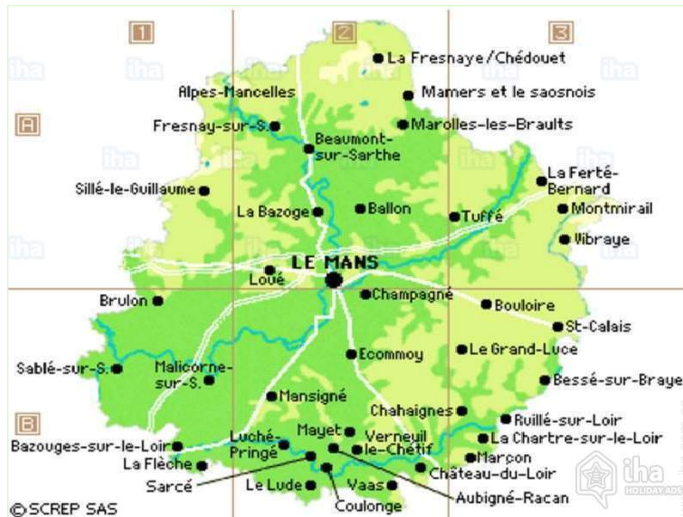 1 2 3
La Fresnaye/Chédouet
Alpes-Mancelles
Mamers et le saosnois
A
Fresnay-sur-S.
Marolles-les-Braults
Beaumont-
sur-Sarthe
La Ferté-
Bernard
Sillé-le-Guillaume
La Bazoge
Ballon
Tuffé
Montmirail
Vibraye
LE MANS
Loué
Brulon
Champagné
Bouloire
St-Calais
Ecommoy
Le Grand-Luce
Sablé-sur-S.
Malicorne-
sur-S.
Bessé-sur-Braye
Mansigné
Chahaignes
Ruillé-sur-Loir
B
Mayet
Bazouges-sur-le-Loir
Luché-
Pringé
Verneuil
le-Chétif
La Chartre-sur-le-Loir
La Flèche
Marçon
Château-du-Loir
Sarcé
Le Lude
Vaas
Aubigné-Racan
Coulonge
©SCREP SAS
iha
HOLIDAY ADS